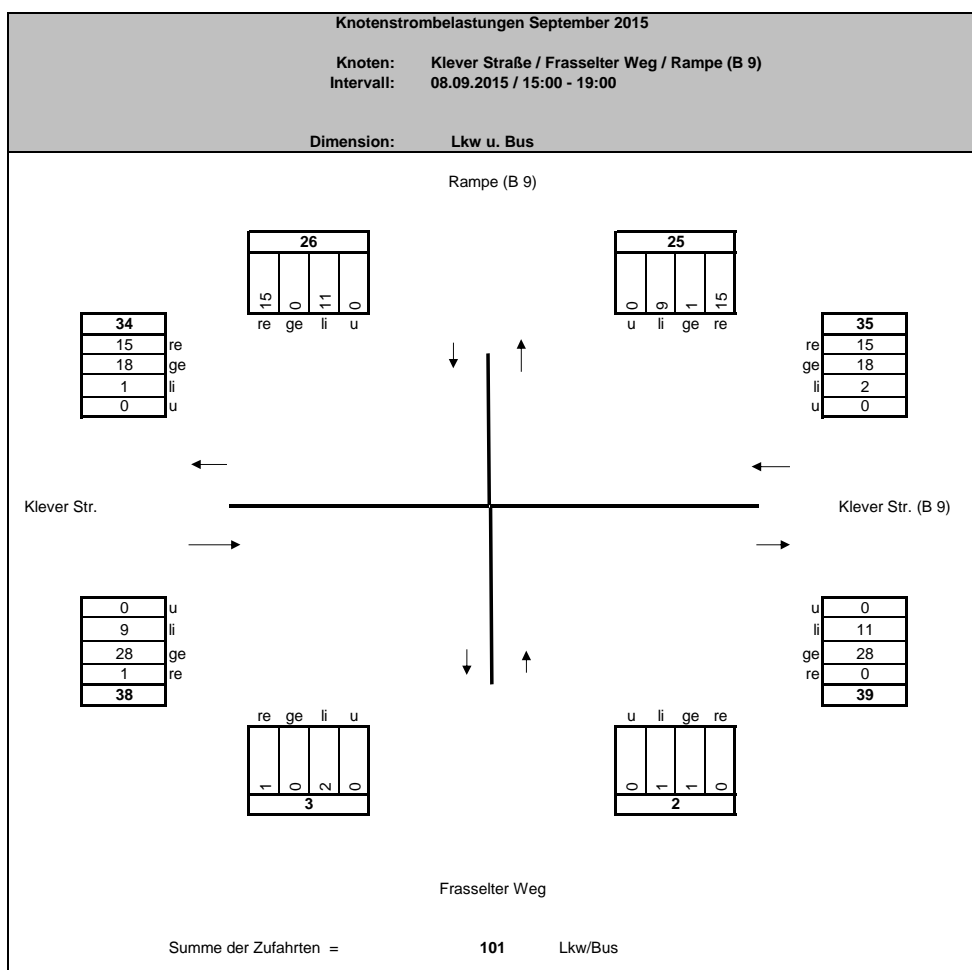 Knotenstrombelastungen September 2015
Knoten: Klever Straße / Frasselter Weg / Rampe (B 9)
Intervall: 08.09.2015 / 15:00 - 19:00
Dimension: Lkw u. Bus
Rampe (B 9)
26 25
15 0 11 0 0 9 1 15
re ge li u u li ge re
34 35
15 re re 15
18 ge ge 18
1 li li 2
0 u u 0
Klever Str. Klever Str. (B 9)
0 u u 0
9 li li 11
28 ge ge 28
1 re re 0
38 39
re ge li u u li ge re
1 0 2 0 0 1 1 0
3 2
Frasselter Weg
Summe der Zufahrten = 101 Lkw/Bus